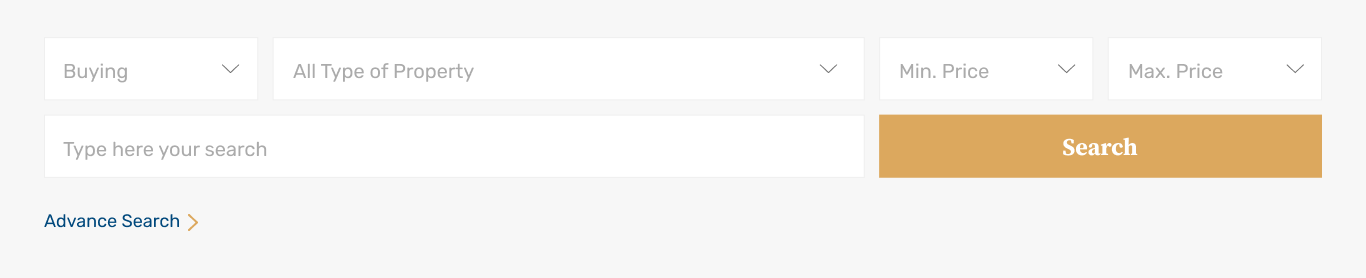 Buying
All Type of Property
Min. Price
Max. Price
Type here your search
Search
Advance Search